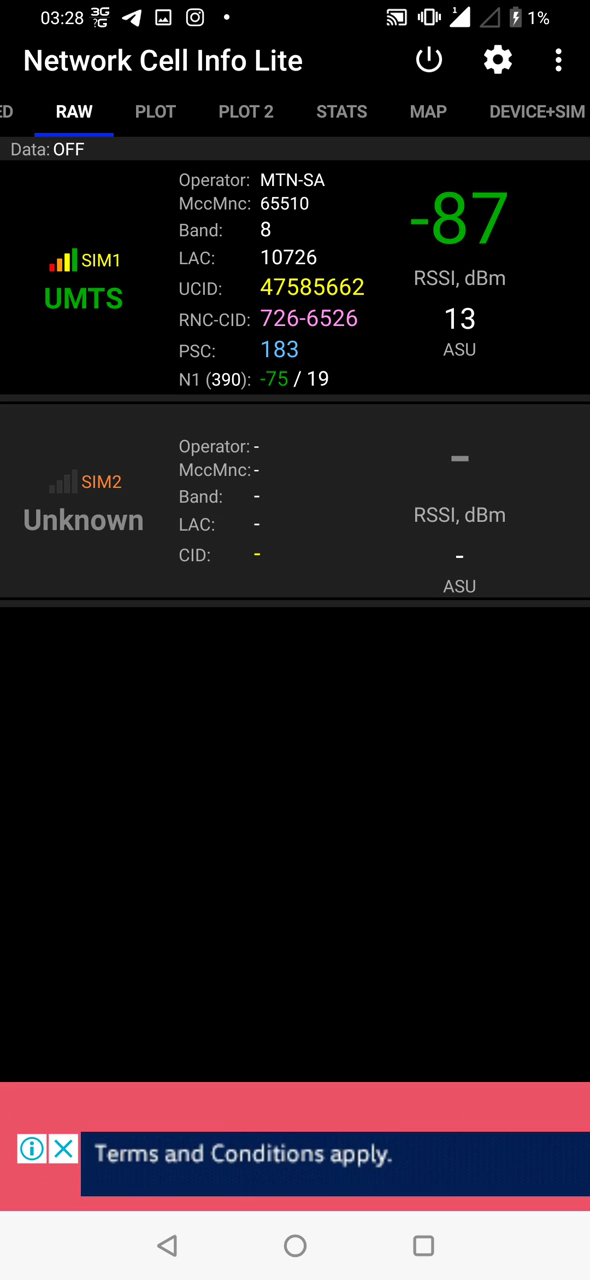 03:28 3G ?G 1 1%
Network Cell Info Lite
ED RAW PLOT PLOT 2 STATS MAP DEVICE+SIM
Data: OFF
Operator: MTN-SA
MccMnc: 65510
Band: 8
LAC: 10726
UCID: 47585662
RNC-CID: 726-6526
PSC: 183
N1 (390): -75 / 19
SIM1
UMTS
-87
RSSI, dBm
13
ASU
Operator: -
MccMnc: -
Band: -
LAC: -
CID: -
SIM2
Unknown
-
RSSI, dBm
-
ASU
Terms and Conditions apply.